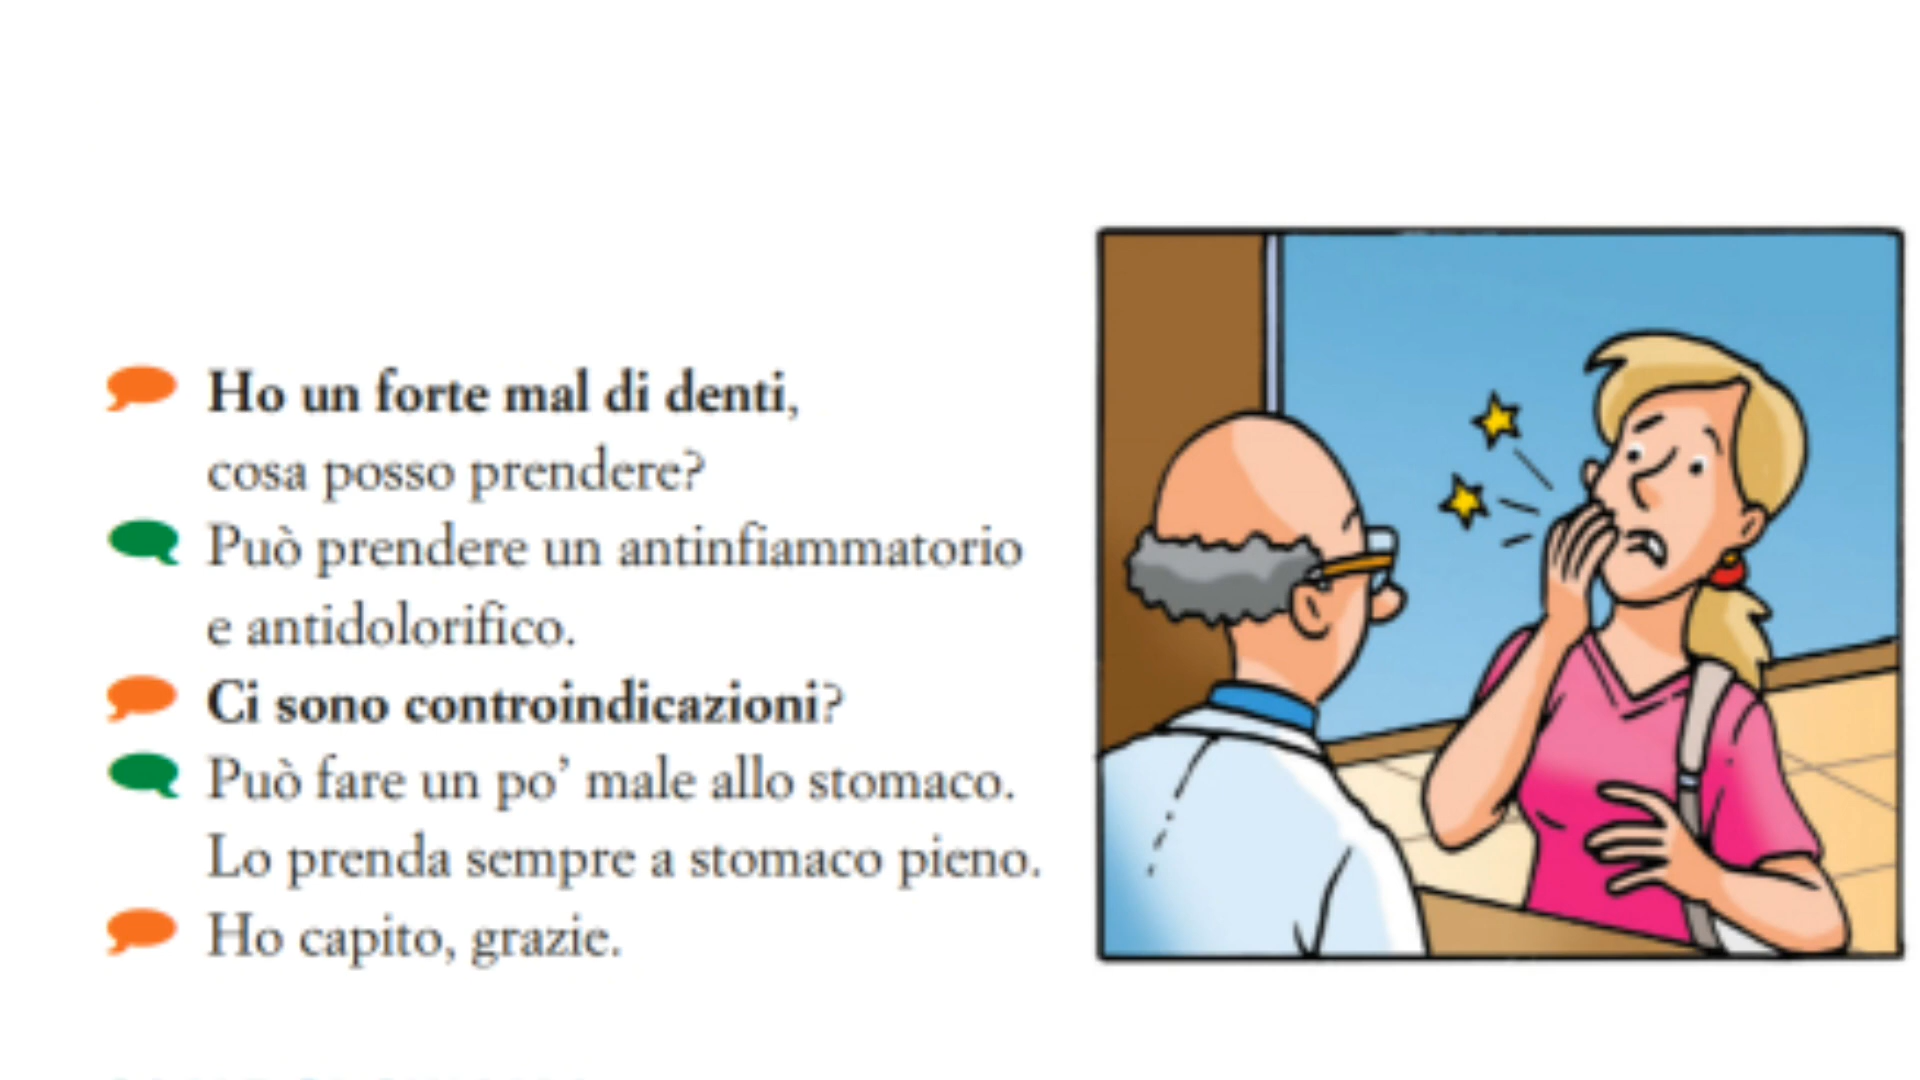 Ho un forte mal di denti,
cosa posso prendere?
Può prendere un antinfiammatorio
e antidolorifico.
Ci sono controindicazioni?
Può fare un po’ male allo stomaco.
Lo prenda sempre a stomaco pieno.
Ho capito, grazie.